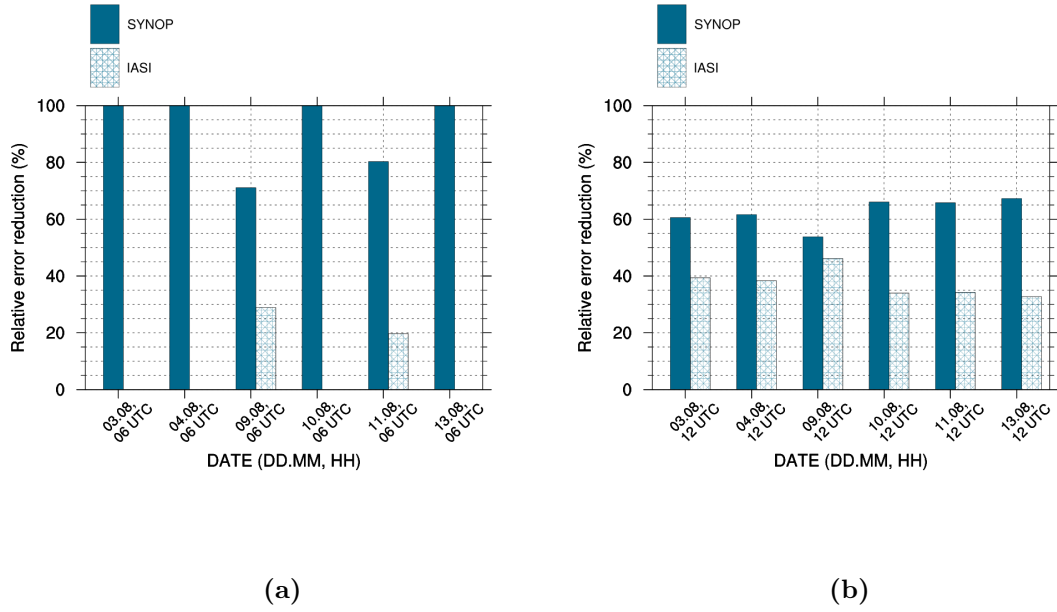 SYNOP
IASI
100
80
60
40
20
0
Relative error reduction (%)
03.08,
06 UTC
04.08,
06 UTC
09.08,
06 UTC
10.08,
06 UTC
11.08,
06 UTC
13.08,
06 UTC
DATE (DD.MM, HH)
(a)
SYNOP
IASI
100
80
60
40
20
0
Relative error reduction (%)
03.08,
12 UTC
04.08,
12 UTC
09.08,
12 UTC
10.08,
12 UTC
11.08,
12 UTC
13.08,
12 UTC
DATE (DD.MM, HH)
(b)